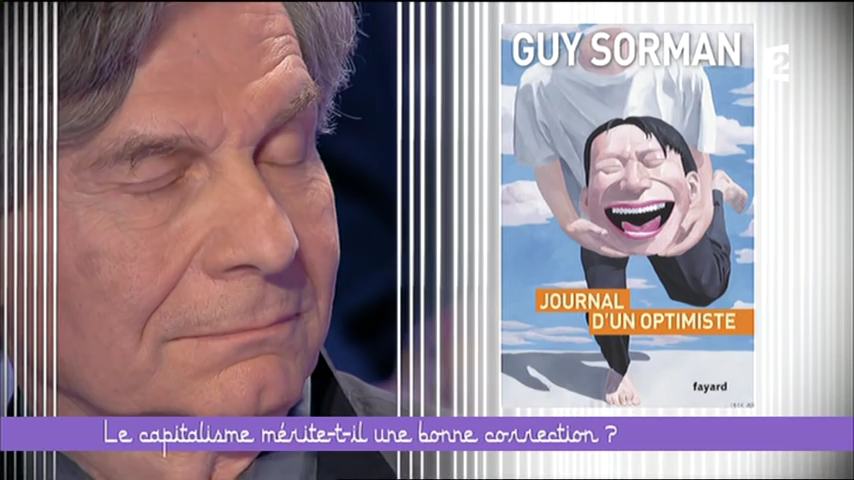 GUY SORMAN
2
JOURNAL
D'UN OPTIMISTE
fayard
Le capitalisme mérite-t-il une bonne correction ?